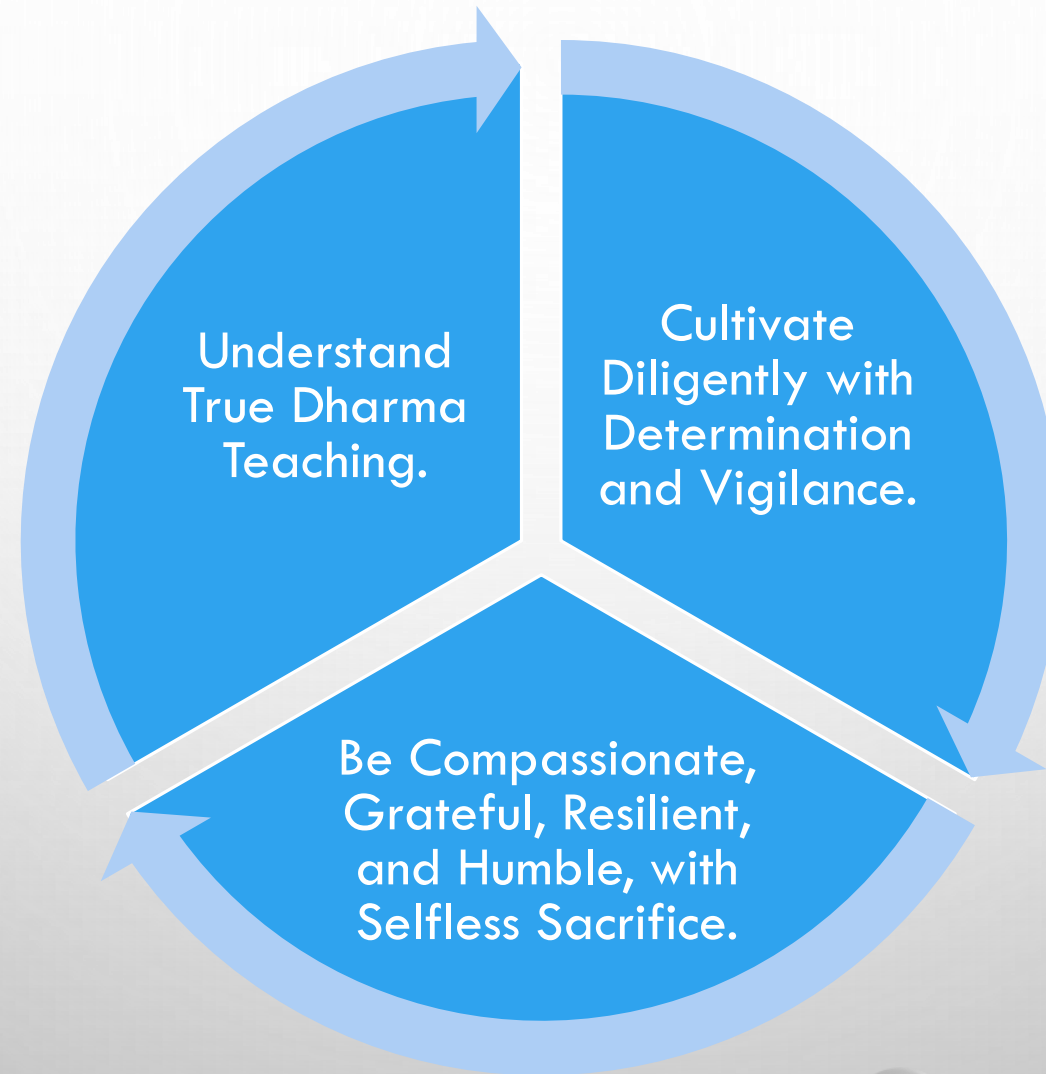 Understand
True Dharma
Teaching.
Cultivate
Diligently with
Determination
and Vigilance.
Be Compassionate,
Grateful, Resilient,
and Humble, with
Selfless Sacrifice.